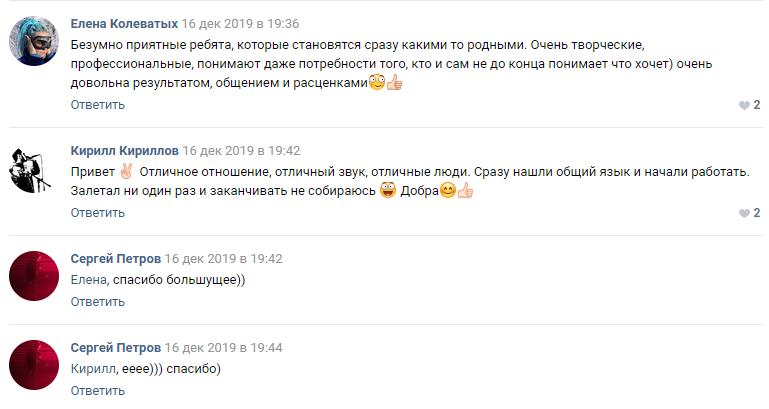 Елена Колеватых 16 дек 2019 в 19:36
Безумно приятные ребята, которые становятся сразу какими то родными. Очень творческие,
профессиональные, понимают даже потребности того, кто и сам не до конца понимает что хочет) очень
довольна результатом, общением и расценками😌👍
Ответить
2
Кирилл Кириллов 16 дек 2019 в 19:42
Привет ✌ Отличное отношение, отличный звук, отличные люди. Сразу нашли общий язык и начали работать.
Залетал ни один раз и заканчивать не собираюсь 😄 Добра😊👍
Ответить
2
Сергей Петров 16 дек 2019 в 19:42
Елена, спасибо большущее))
Ответить
Сергей Петров 16 дек 2019 в 19:44
Кирилл, ееее))) спасибо)
Ответить